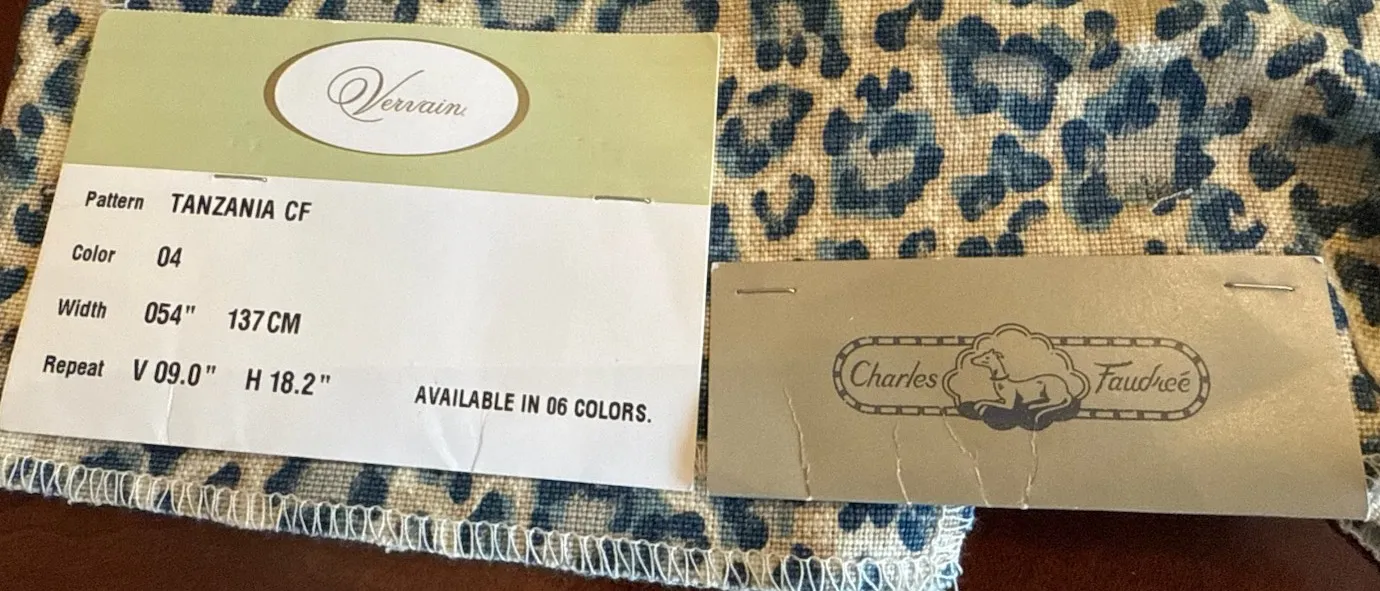 Vervain.
Pattern TANZANIA CF
Color 04
Width 054" 137CM
Repeat V 09.0" H 18.2"
AVAILABLE IN 06 COLORS.
Charles Faudreé